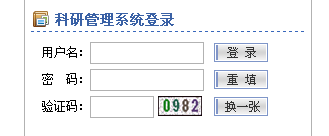 科研管理系统登录
用户名： 登 录
密 码： 重 填
验证码： 0982 换一张